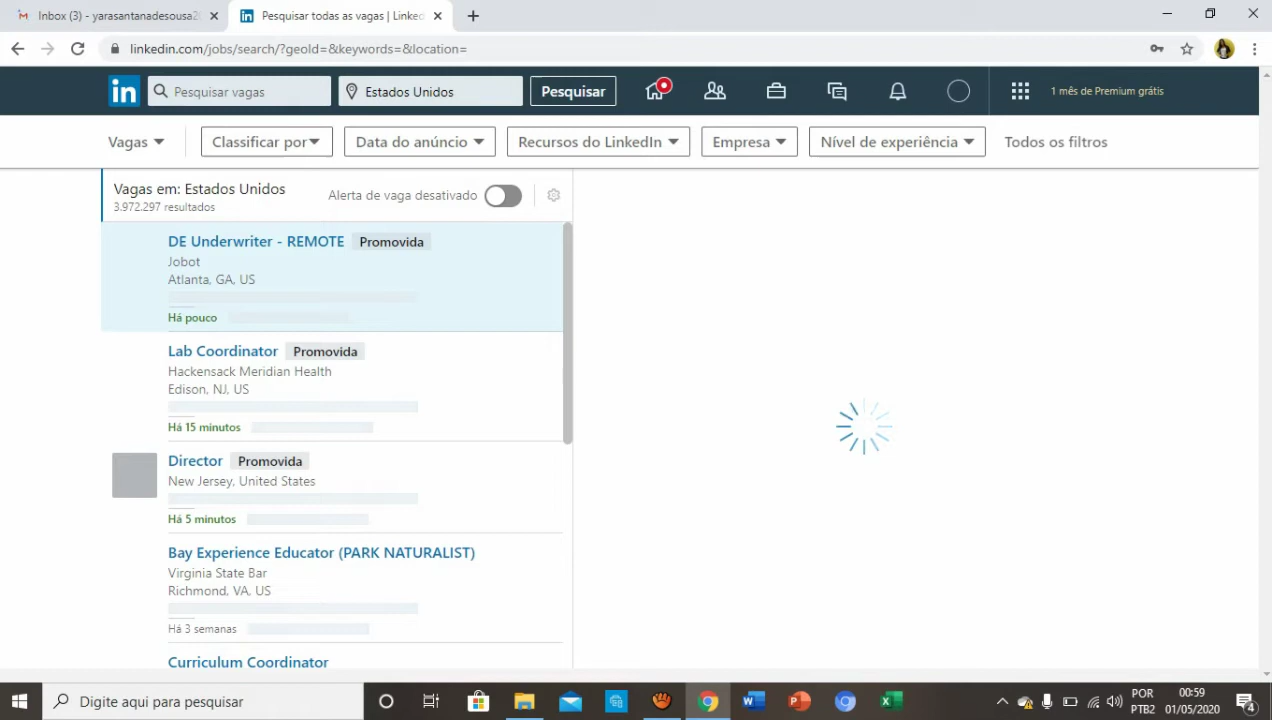 Inbox (3) - yarasantanadesousa2
Pesquisar todas as vagas | Linked
linkedin.com/jobs/search/?geoId=&keywords=&location=
in
Pesquisar vagas
Estados Unidos
Pesquisar
1 mês de Premium grátis
Vagas
Classificar por
Data do anúncio
Recursos do LinkedIn
Empresa
Nível de experiência
Todos os filtros
Vagas em: Estados Unidos
3.972.297 resultados
Alerta de vaga desativado
DE Underwriter - REMOTE Promovida
Jobot
Atlanta, GA, US
Há pouco
Lab Coordinator Promovida
Hackensack Meridian Health
Edison, NJ, US
Há 15 minutos
Director Promovida
New Jersey, United States
Há 5 minutos
Bay Experience Educator (PARK NATURALIST)
Virginia State Bar
Richmond, VA, US
Há 3 semanas
Curriculum Coordinator
Digite aqui para pesquisar
POR
PTB2
00:59
01/05/2020
4